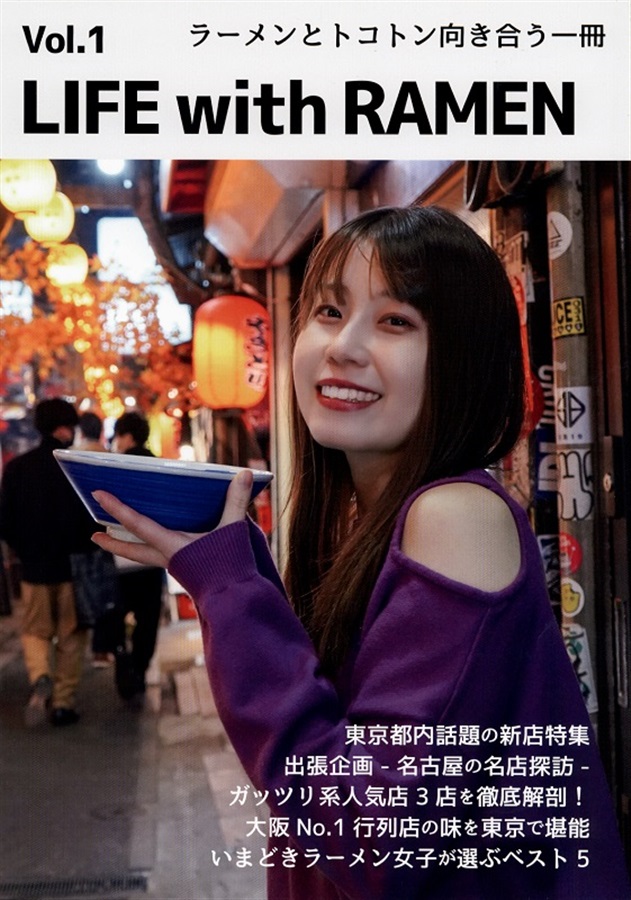 Vol.1
ラーメンとトコトン向き合う一冊
LIFE with RAMEN
東京都内話題の新店特集
出張企画 - 名古屋の名店探訪 -
ガッツリ系人気店 3 店を徹底解剖！
大阪 No.1 行列店の味を東京で堪能
いまどきラーメン女子が選ぶベスト 5